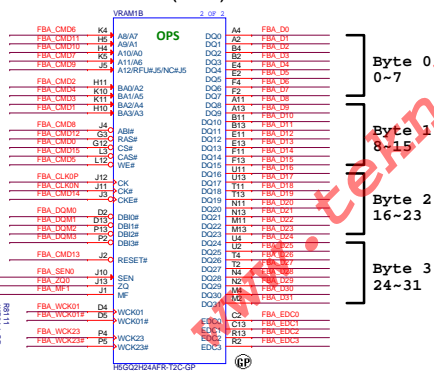 VRAM1B 2 OF 2
OPS
FBA_CMD6 K4 A8/A7
FBA_CMD11 H5 A9/A1
FBA_CMD10 H4 A10/A0
FBA_CMD7 K5 A11/A6
FBA_CMD9 J5 A12/RFU#J5/NC#J5
FBA_CMD2 H11 BA0/A2
FBA_CMD4 K10 BA1/A5
FBA_CMD3 K11 BA2/A4
FBA_CMD1 H10 BA3/A3
FBA_CMD8 J4 ABI#
FBA_CMD12 G3 RAS#
FBA_CMD0 G12 CS#
FBA_CMD15 L3 CAS#
FBA_CMD5 L12 WE#
FBA_CLK0P J12 CK
FBA_CLK0N J11 CK#
FBA_CMD14 J3 CKE#
FBA_DQM0 D2 DBI0#
FBA_DQM1 D13 DBI1#
FBA_DQM2 P13 DBI2#
FBA_DQM3 P2 DBI3#
FBA_CMD13 J2 RESET#
FBA_SEN0 J10 SEN
FBA_ZQ0 J13 ZQ
FBA_MF1 J1 MF
FBA_WCK01 D4 WCK01
FBA_WCK01# D5 WCK01#
FBA_WCK23 P4 WCK23
FBA_WCK23# P5 WCK23#
DQ0 A4 FBA_D0
DQ1 A2 FBA_D1
DQ2 B4 FBA_D2
DQ3 B2 FBA_D3
DQ4 E4 FBA_D4
DQ5 E2 FBA_D5
DQ6 F4 FBA_D6
DQ7 F2 FBA_D7
DQ8 A11 FBA_D8
DQ9 A13 FBA_D9
DQ10 B11 FBA_D10
DQ11 B13 FBA_D11
DQ12 E11 FBA_D12
DQ13 E13 FBA_D13
DQ14 F11 FBA_D14
DQ15 F13 FBA_D15
DQ16 U11 FBA_D16
DQ17 U13 FBA_D17
DQ18 T11 FBA_D18
DQ19 T13 FBA_D19
DQ20 N11 FBA_D20
DQ21 N13 FBA_D21
DQ22 M11 FBA_D22
DQ23 M13 FBA_D23
DQ24 U4 FBA_D24
DQ25 U2 FBA_D25
DQ26 T4 FBA_D26
DQ27 T2 FBA_D27
DQ28 N4 FBA_D28
DQ29 N2 FBA_D29
DQ30 M4 FBA_D30
DQ31 M2 FBA_D31
EDC0 C2 FBA_EDC0
EDC1 C13 FBA_EDC1
EDC2 R13 FBA_EDC2
EDC3 R2 FBA_EDC3
Byte 0
0~7
Byte 1
8~15
Byte 2
16~23
Byte 3
24~31
H5GQ2H24AFR-T2C-GP
GP
www.tekn